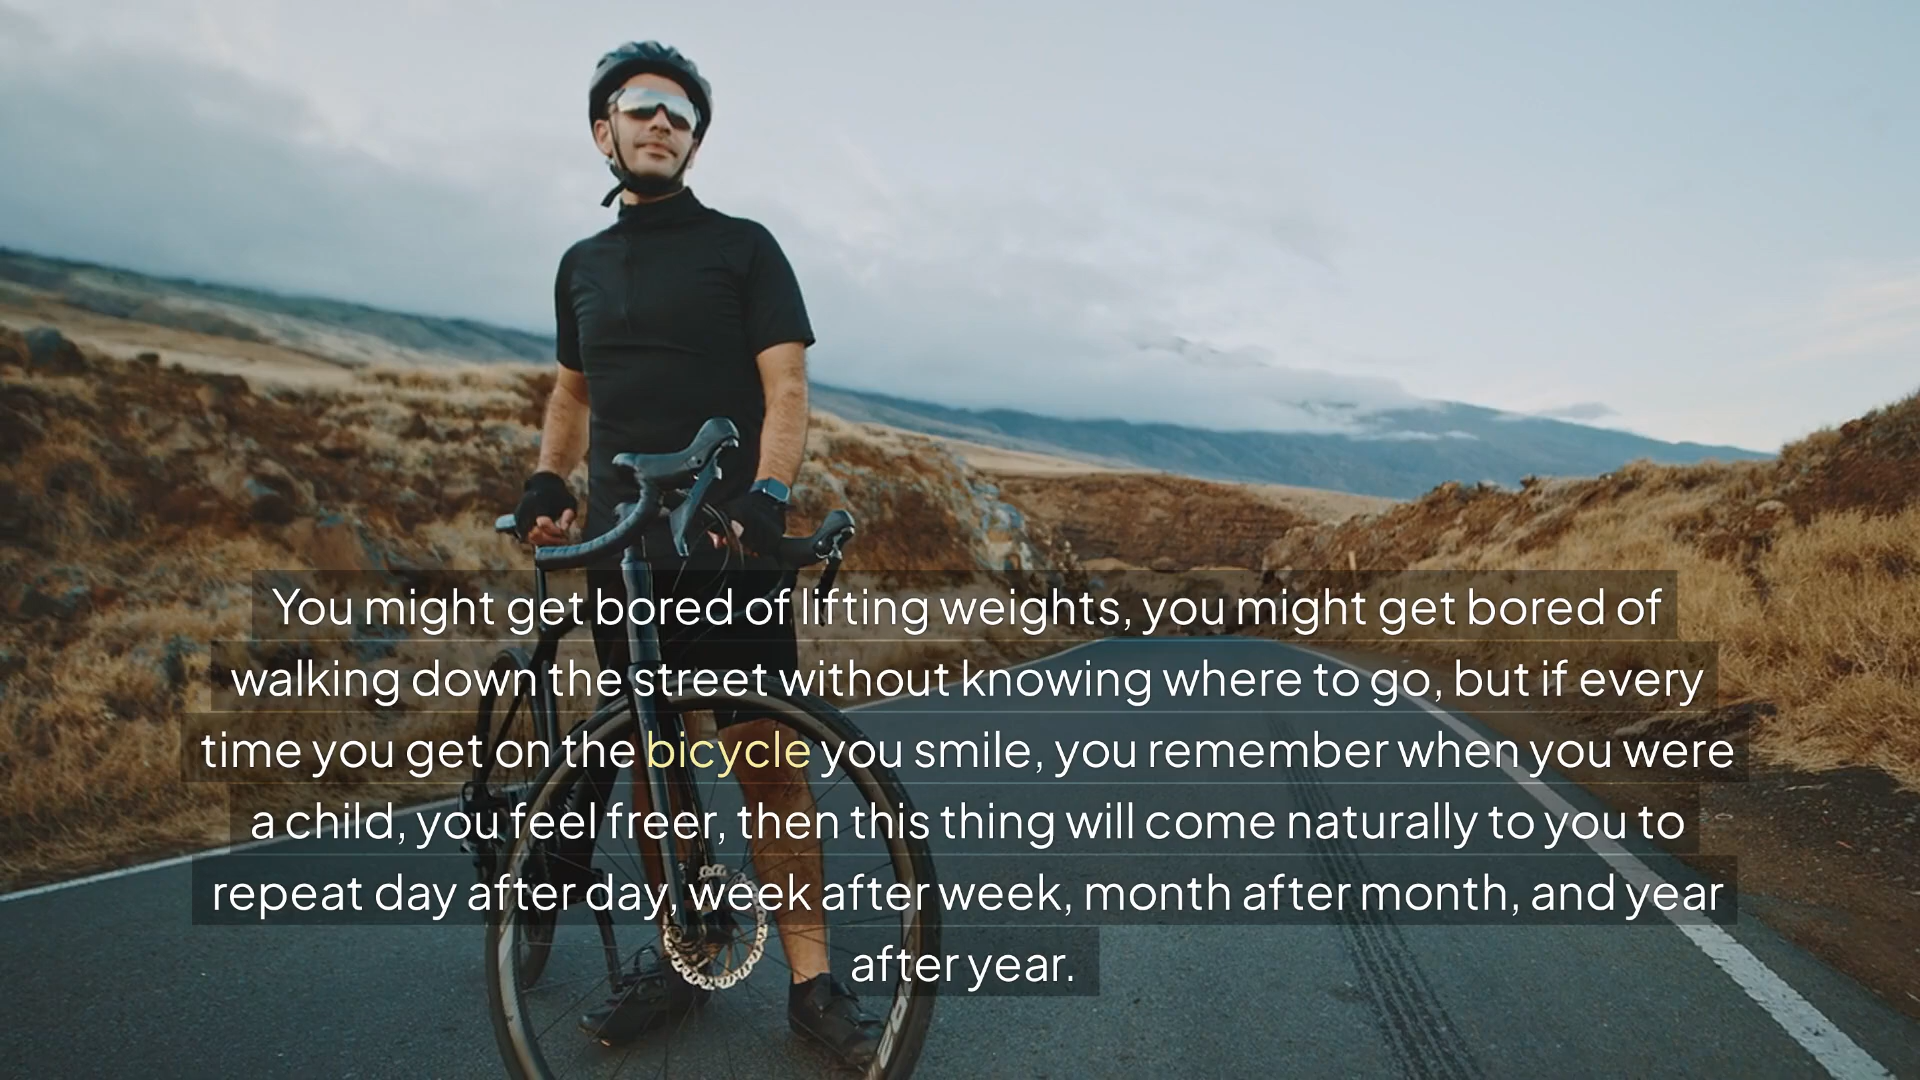 You might get bored of lifting weights, you might get bored of
walking down the street without knowing where to go, but if every
time you get on the bicycle you smile, you remember when you were
a child, you feel freer, then this thing will come naturally to you to
repeat day after day, week after week, month after month, and year
after year.